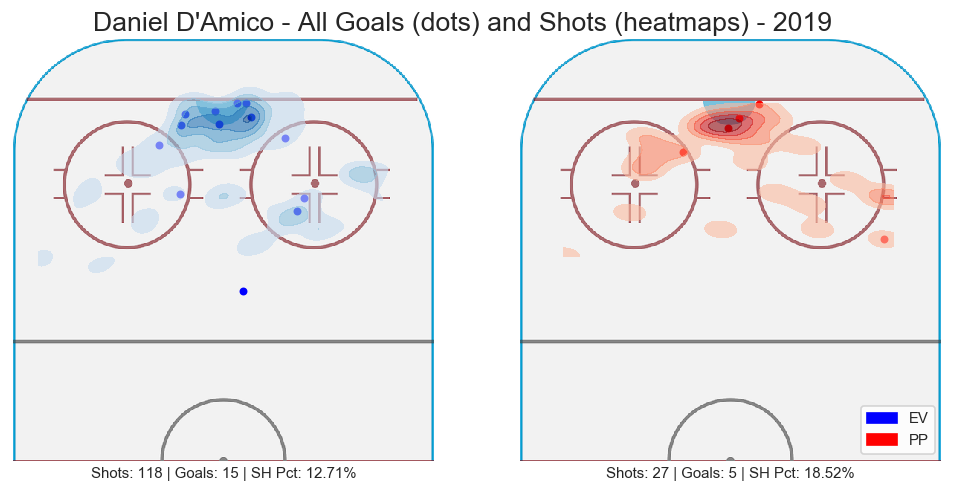 Daniel D'Amico - All Goals (dots) and Shots (heatmaps) - 2019
EV
PP
Shots: 118 | Goals: 15 | SH Pct: 12.71%
Shots: 27 | Goals: 5 | SH Pct: 18.52%